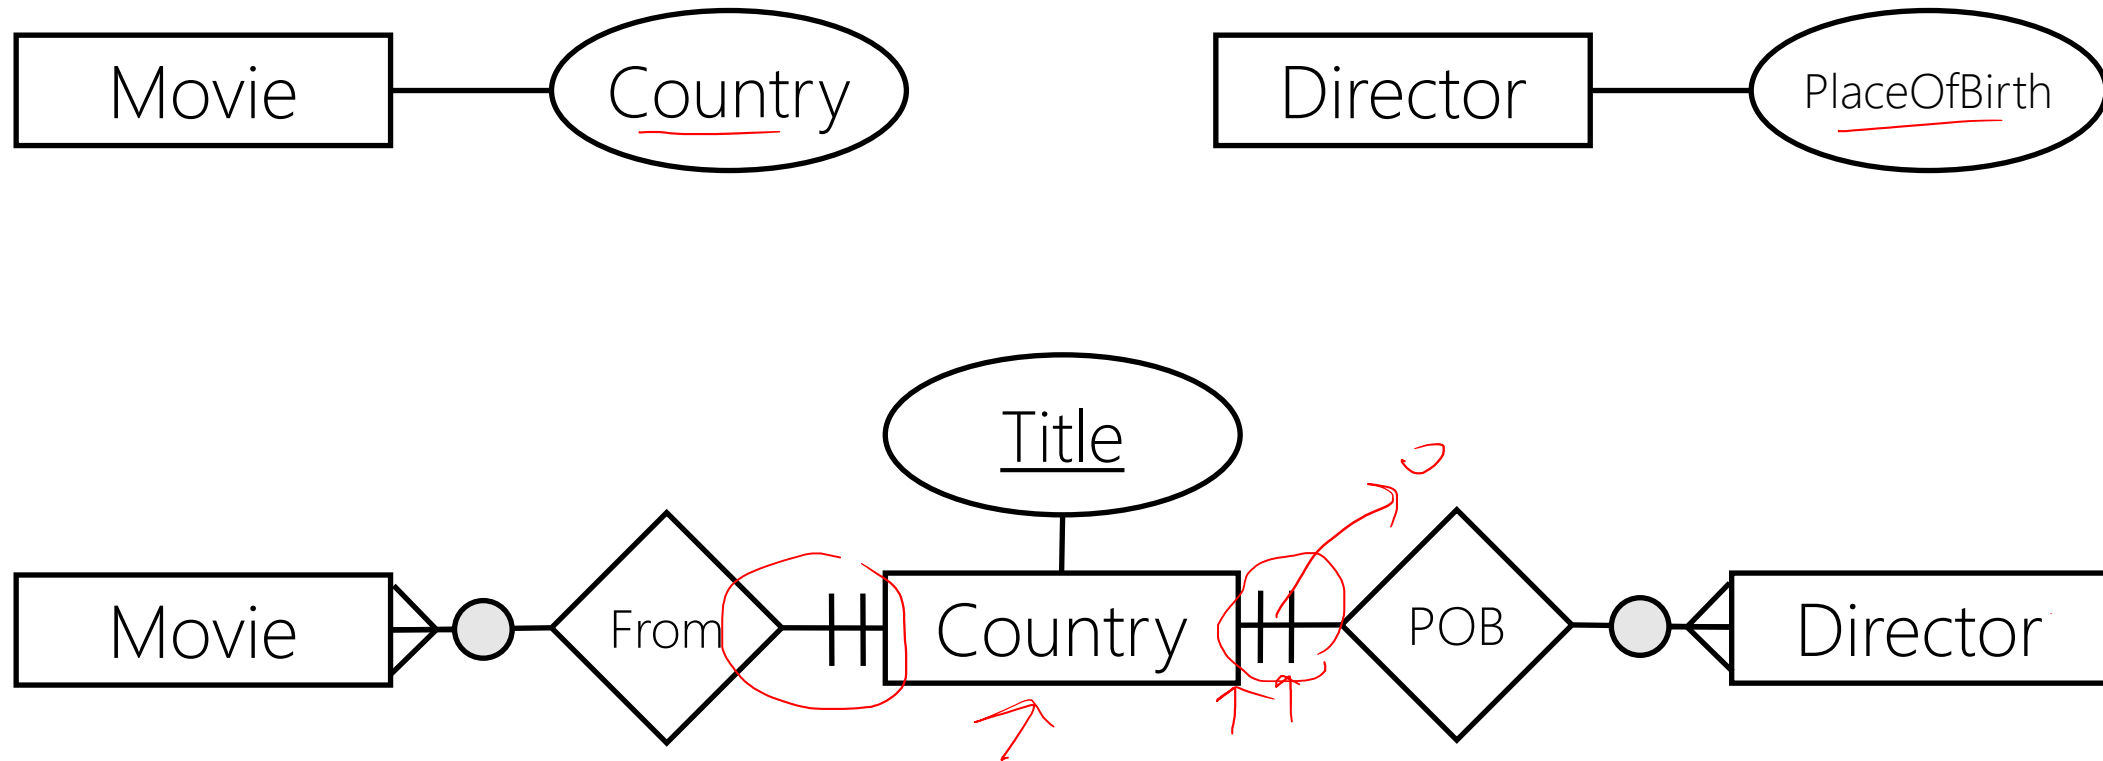 Movie
Country
Director
PlaceOfBirth
Title
Movie
From
Country
POB
Director